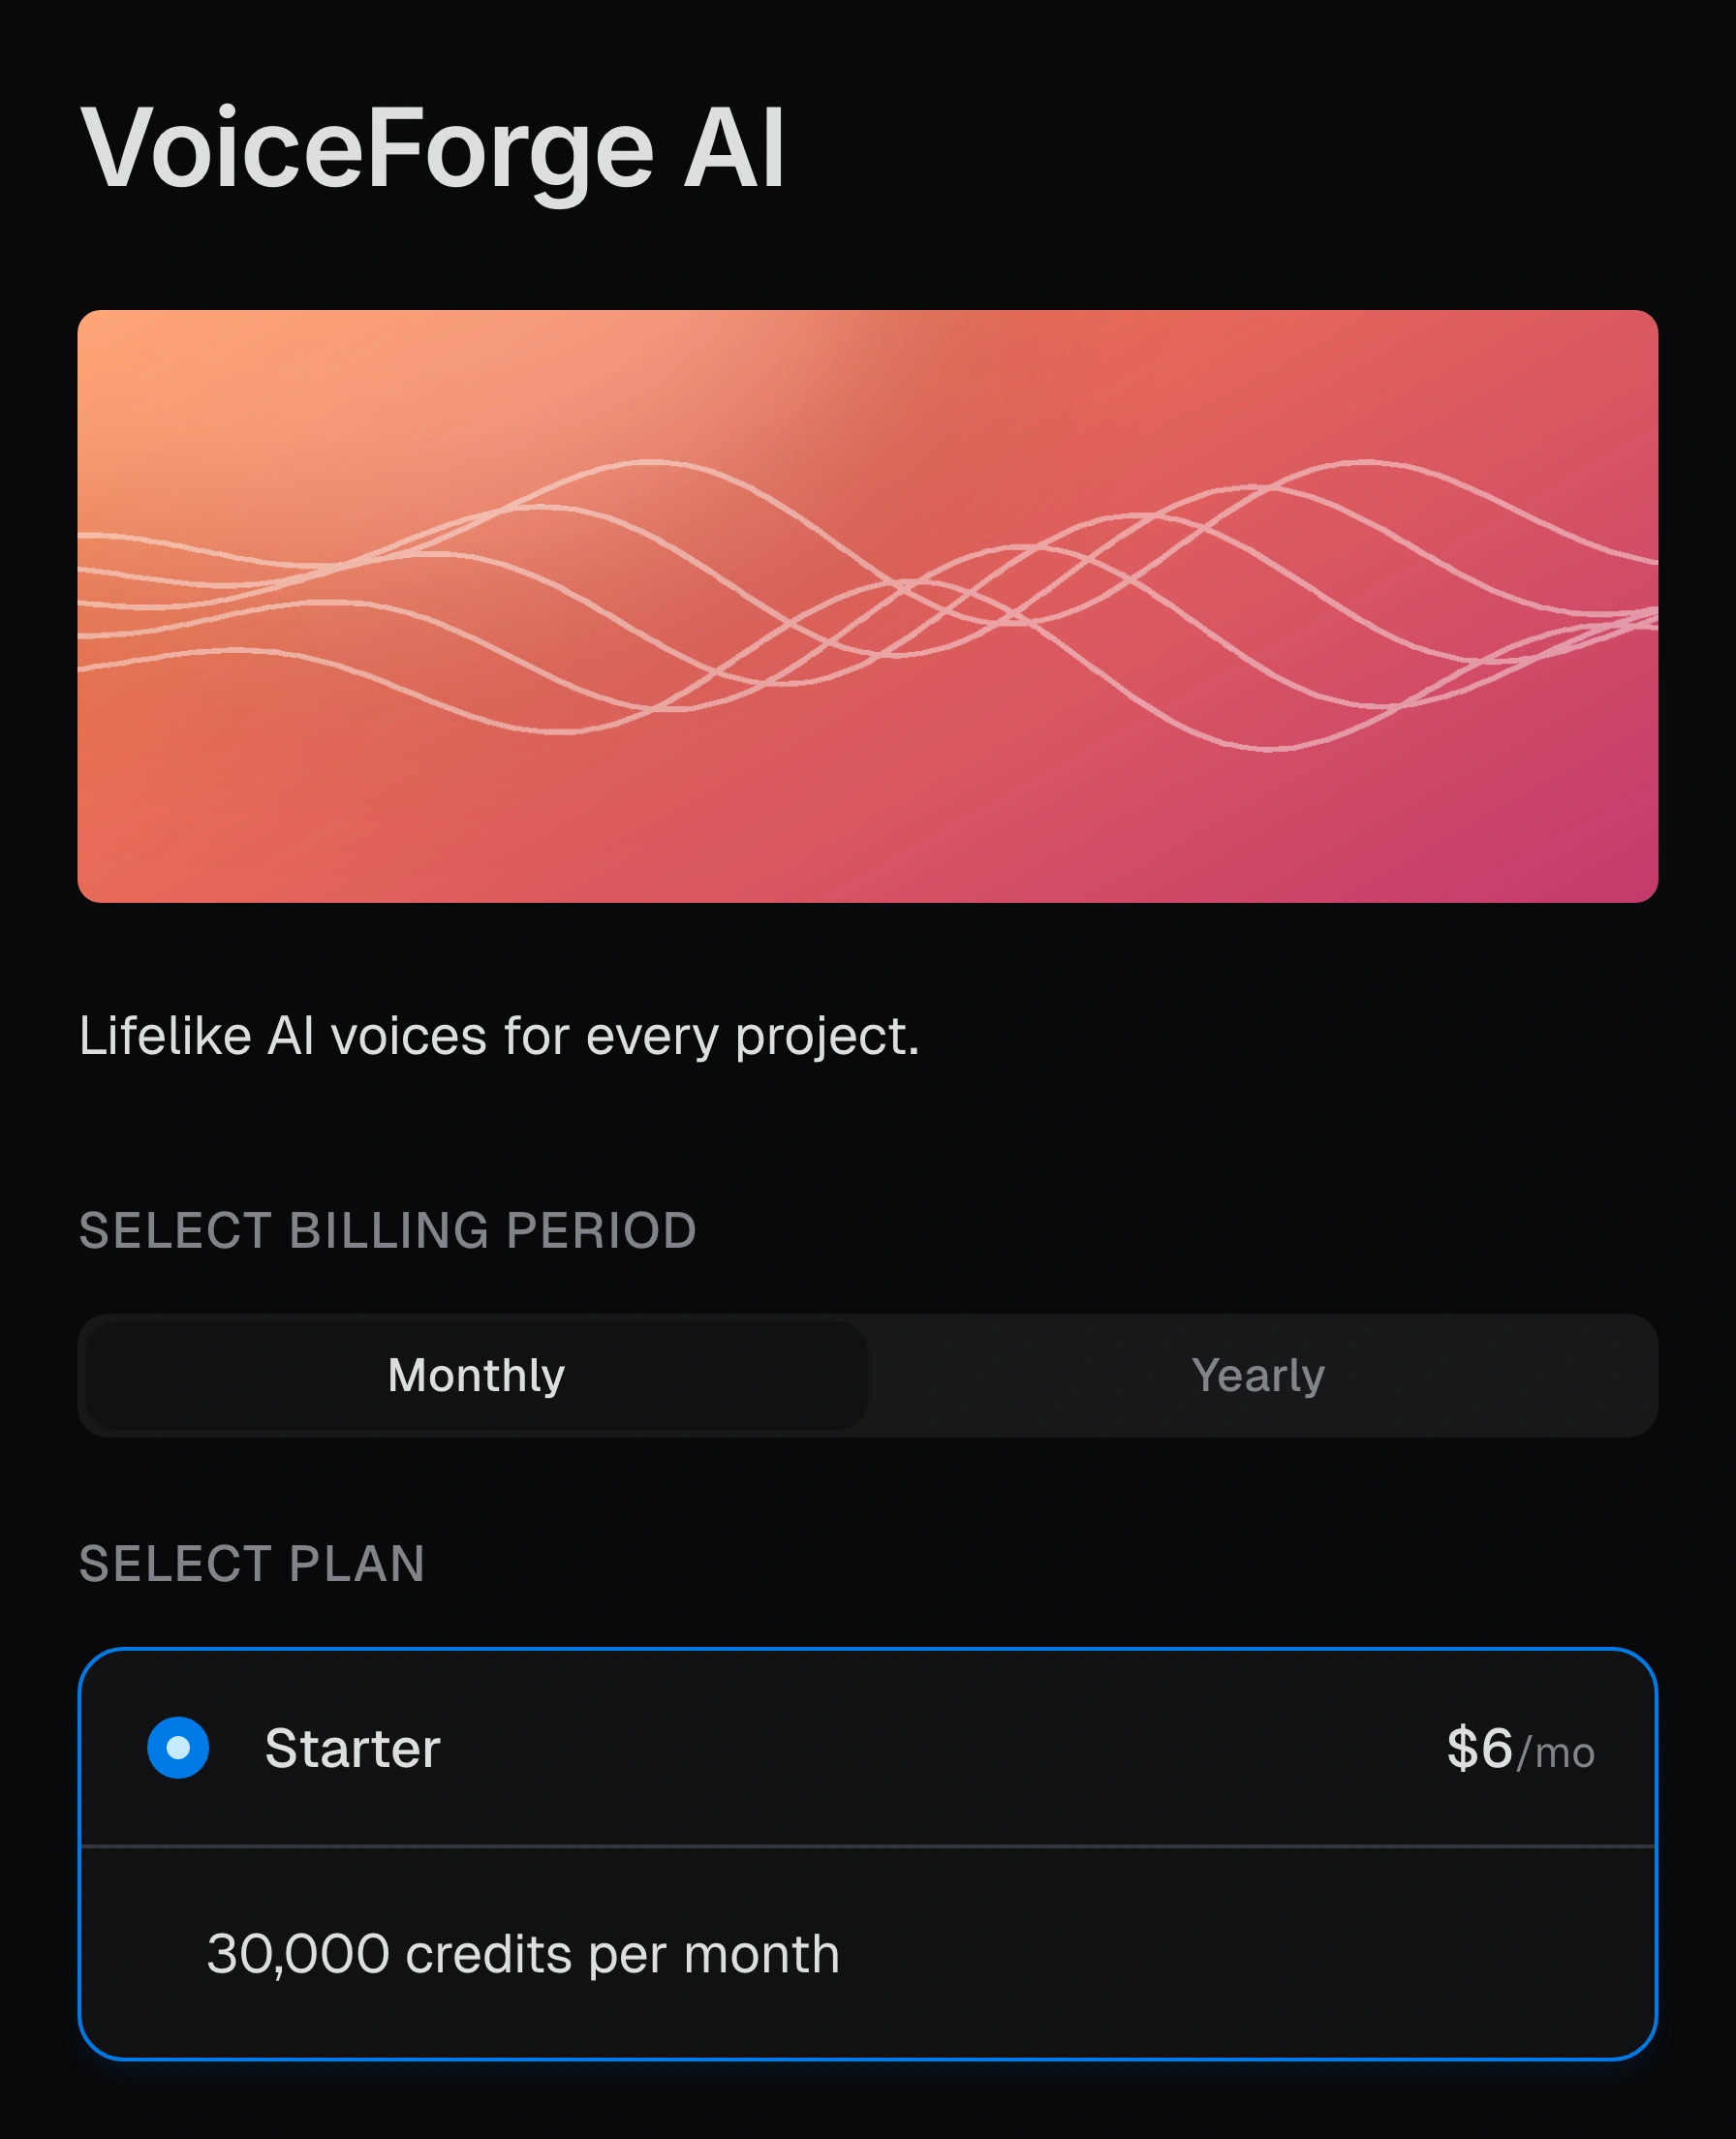 VoiceForge AI
Lifelike AI voices for every project.
SELECT BILLING PERIOD
Monthly Yearly
SELECT PLAN
Starter $6/mo
30,000 credits per month